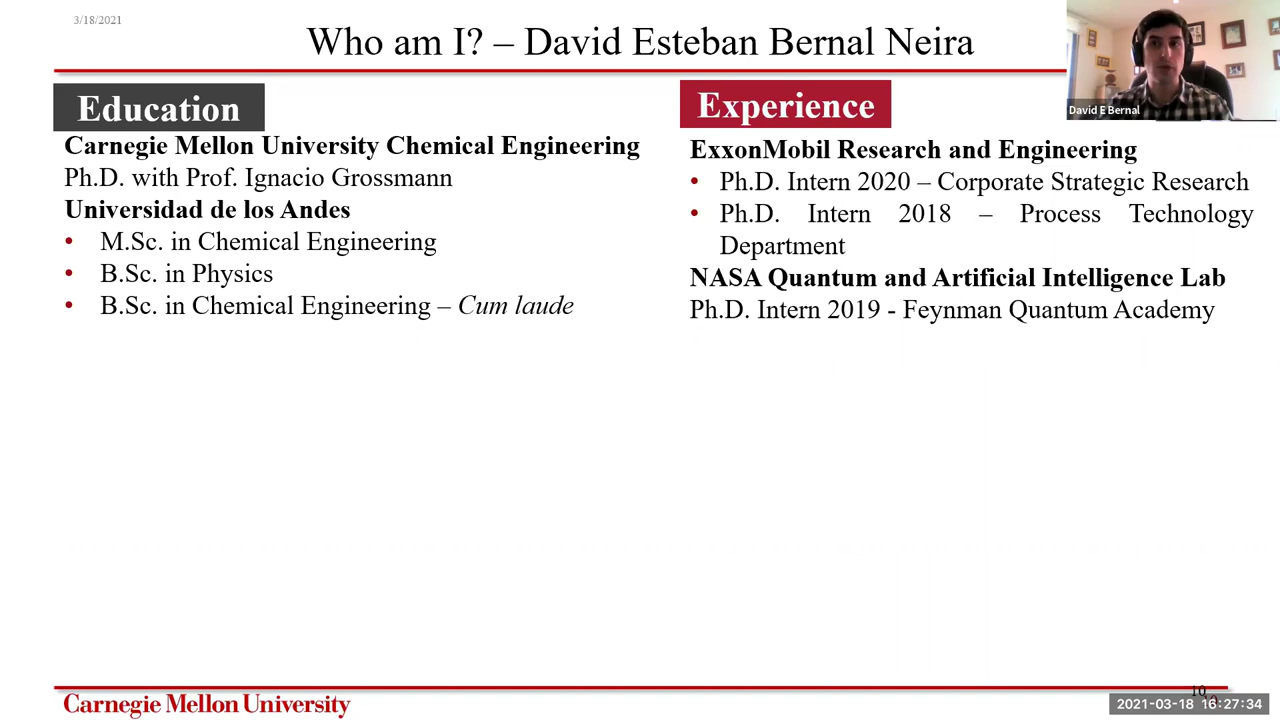 3/18/2021
Who am I? – David Esteban Bernal Neira
David E Bernal
Education
Carnegie Mellon University Chemical Engineering
Ph.D. with Prof. Ignacio Grossmann
Universidad de los Andes
• M.Sc. in Chemical Engineering
• B.Sc. in Physics
• B.Sc. in Chemical Engineering – Cum laude
Experience
ExxonMobil Research and Engineering
• Ph.D. Intern 2020 – Corporate Strategic Research
• Ph.D. Intern 2018 – Process Technology
Department
NASA Quantum and Artificial Intelligence Lab
Ph.D. Intern 2019 - Feynman Quantum Academy
Carnegie Mellon University
10
2021-03-18 16:27:34